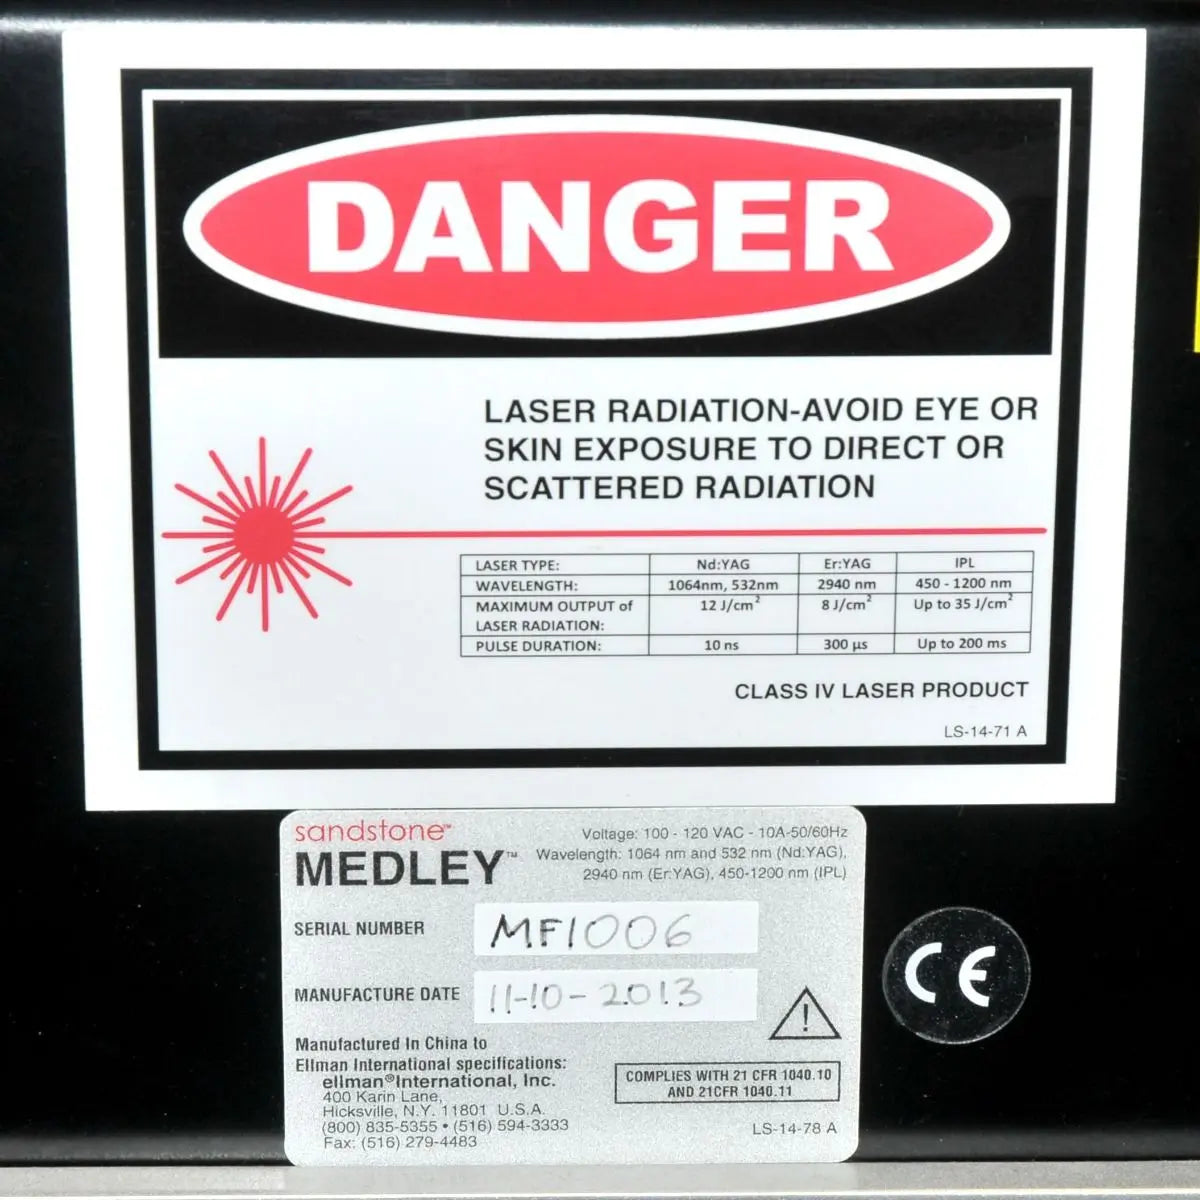 DANGER
LASER RADIATION-AVOID EYE OR
SKIN EXPOSURE TO DIRECT OR
SCATTERED RADIATION
LASER TYPE: Nd:YAG Er:YAG IPL
WAVELENGTH: 1064nm, 532nm 2940 nm 450 - 1200 nm
MAXIMUM OUTPUT of 12 J/cm² 8 J/cm² Up to 35 J/cm²
LASER RADIATION:
PULSE DURATION: 10 ns 300 µs Up to 200 ms
CLASS IV LASER PRODUCT
LS-14-71 A
sandstone™
MEDLEY™
Voltage: 100 - 120 VAC - 10A-50/60Hz
Wavelength: 1064 nm and 532 nm (Nd:YAG),
2940 nm (Er:YAG), 450-1200 nm (IPL)
SERIAL NUMBER MF1006
MANUFACTURE DATE 11-10-2013
Manufactured In China to
Ellman International specifications:
ellman®International, Inc.
400 Karin Lane,
Hicksville, N.Y. 11801 U.S.A.
(800) 835-5355 • (516) 594-3333
Fax: (516) 279-4483
!
COMPLIES WITH 21 CFR 1040.10
AND 21CFR 1040.11
LS-14-78 A
CE